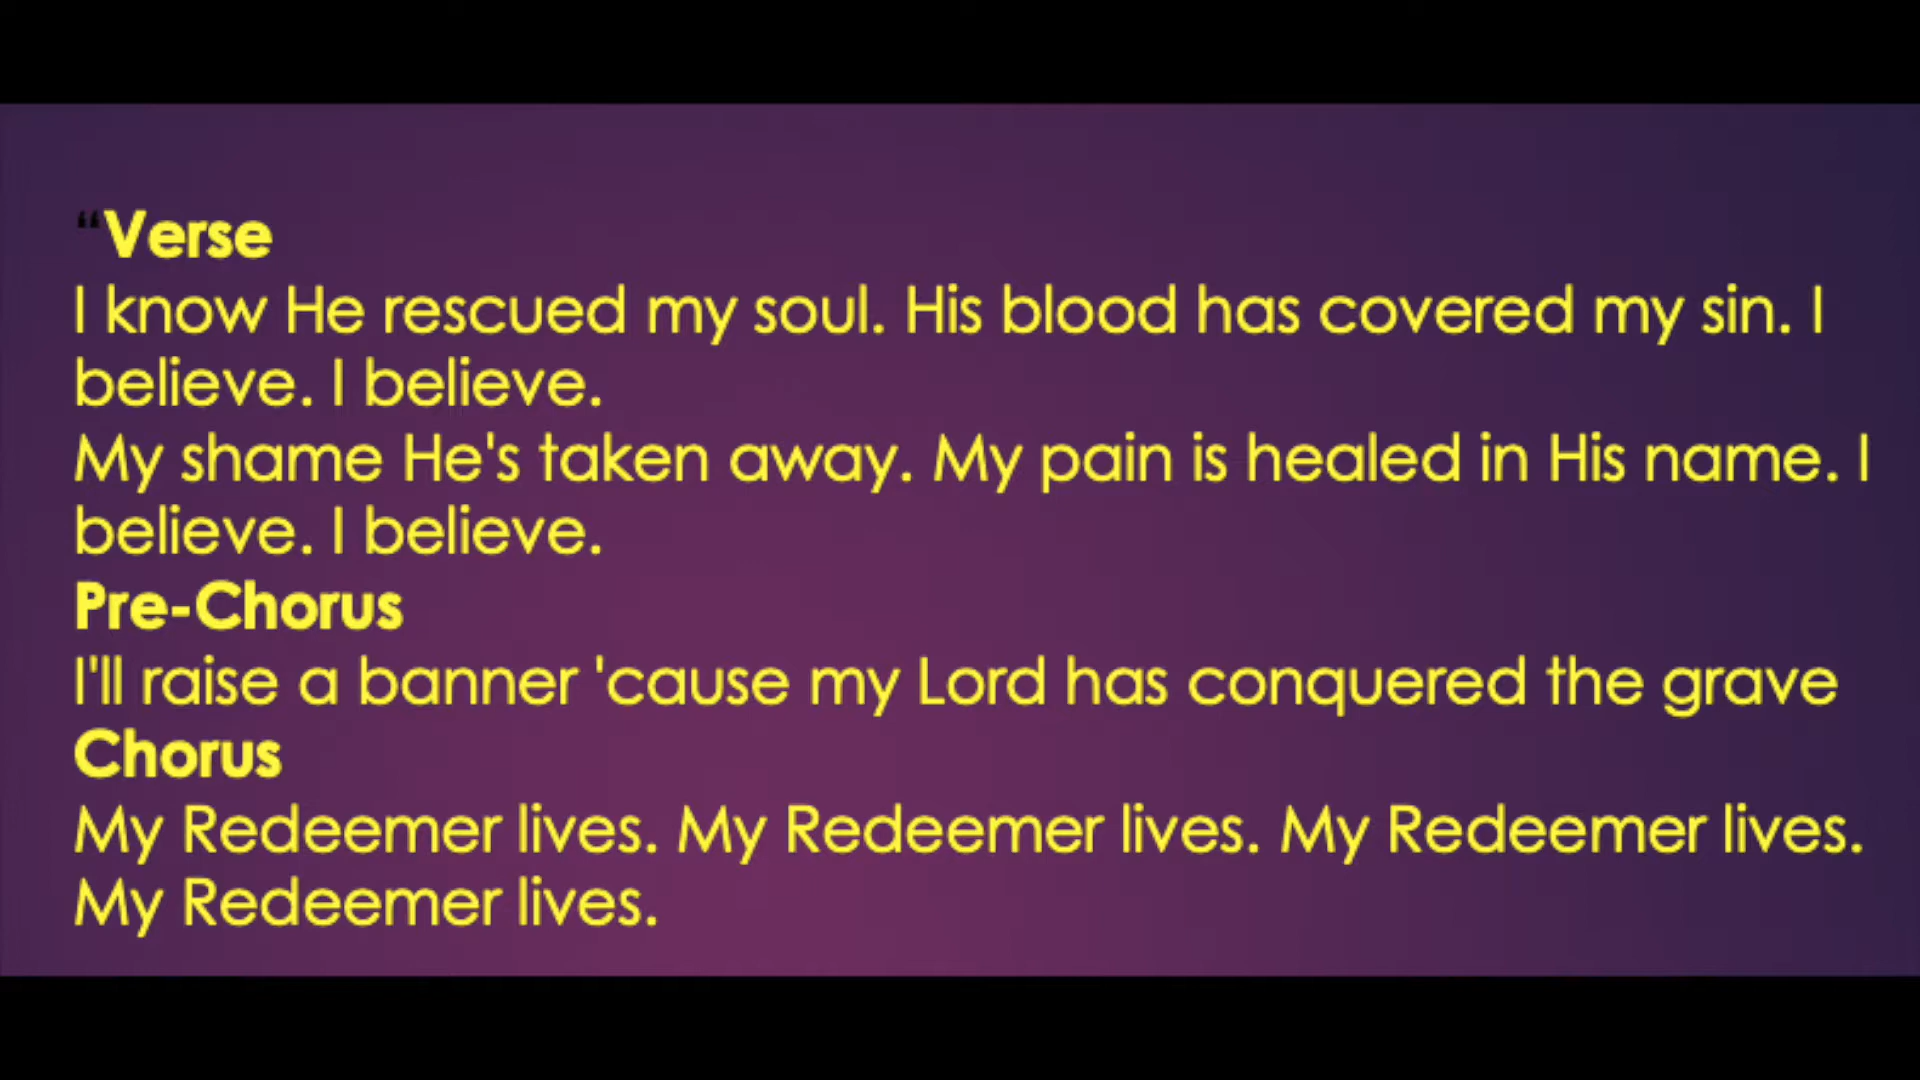 “Verse
I know He rescued my soul. His blood has covered my sin. I
believe. I believe.
My shame He's taken away. My pain is healed in His name. I
believe. I believe.
Pre-Chorus
I'll raise a banner 'cause my Lord has conquered the grave
Chorus
My Redeemer lives. My Redeemer lives. My Redeemer lives.
My Redeemer lives.